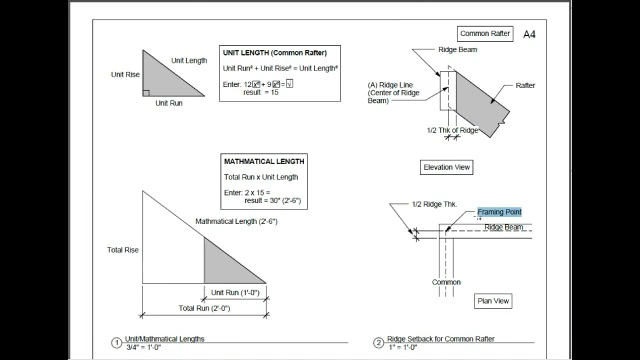 Common Rafter
A4
Ridge Beam
UNIT LENGTH (Common Rafter)
Unit Run² + Unit Rise² = Unit Length²
Enter: 12 x² + 9 x² = √
result = 15
Unit Length
Unit Rise
Unit Run
Rafter
(A) Ridge Line
(Center of Ridge
Beam)
1/2 Thk of Ridge
Elevation View
MATHMATICAL LENGTH
Total Run x Unit Length
Enter: 2 x 15 =
result = 30" (2'-6")
1/2 Ridge Thk.
Framing Point
Ridge Beam
Mathmatical Length (2'-6")
Total Rise
Unit Run (1'-0")
Total Run (2'-0")
Common
Plan View
1 Unit/Mathmatical Lengths
3/4" = 1'-0"
2 Ridge Setback for Common Rafter
1" = 1'-0"